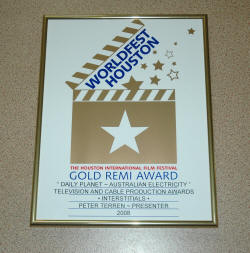 WORLDFEST
HOUSTON
THE HOUSTON INTERNATIONAL FILM FESTIVAL
GOLD REMI AWARD
" DAILY PLANET ~ AUSTRALIAN ELECTRICITY "
TELEVISION AND CABLE PRODUCTION AWARDS
• INTERSTITIALS •
PETER TERREN ~ PRESENTER
2008